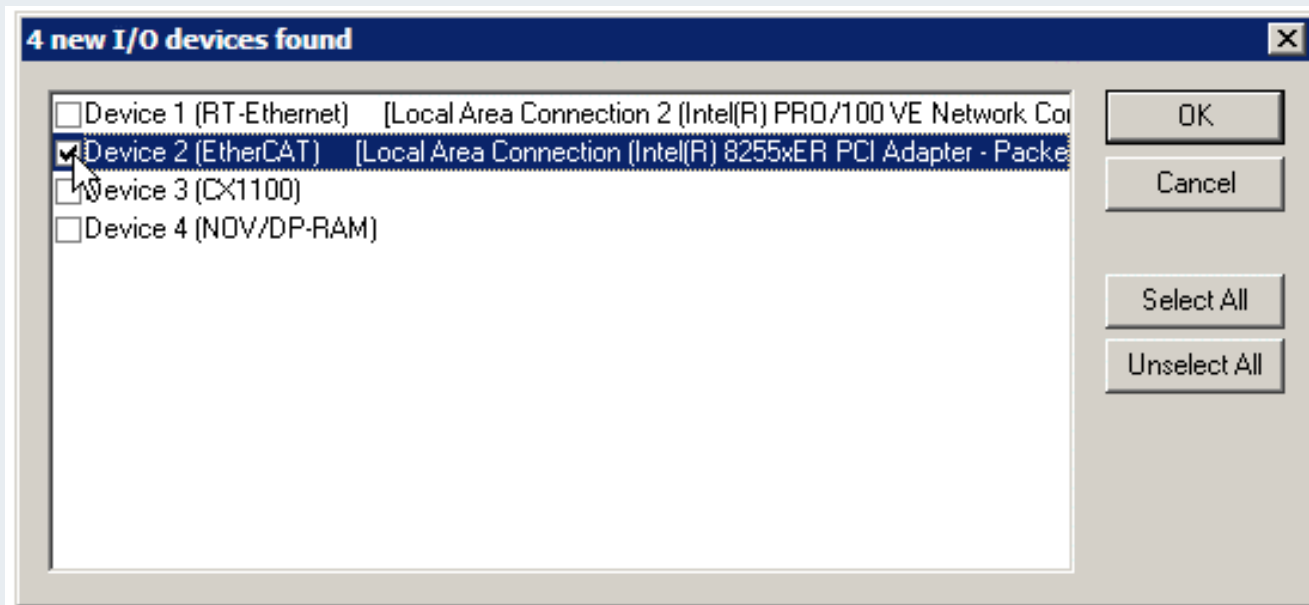 4 new I/O devices found
Device 1 (RT-Ethernet) [Local Area Connection 2 (Intel(R) PRO/100 VE Network Co
Device 2 (EtherCAT) [Local Area Connection (Intel(R) 8255xER PCI Adapter - Packe
Device 3 (CX1100)
Device 4 (NOV/DP-RAM)
OK
Cancel
Select All
Unselect All